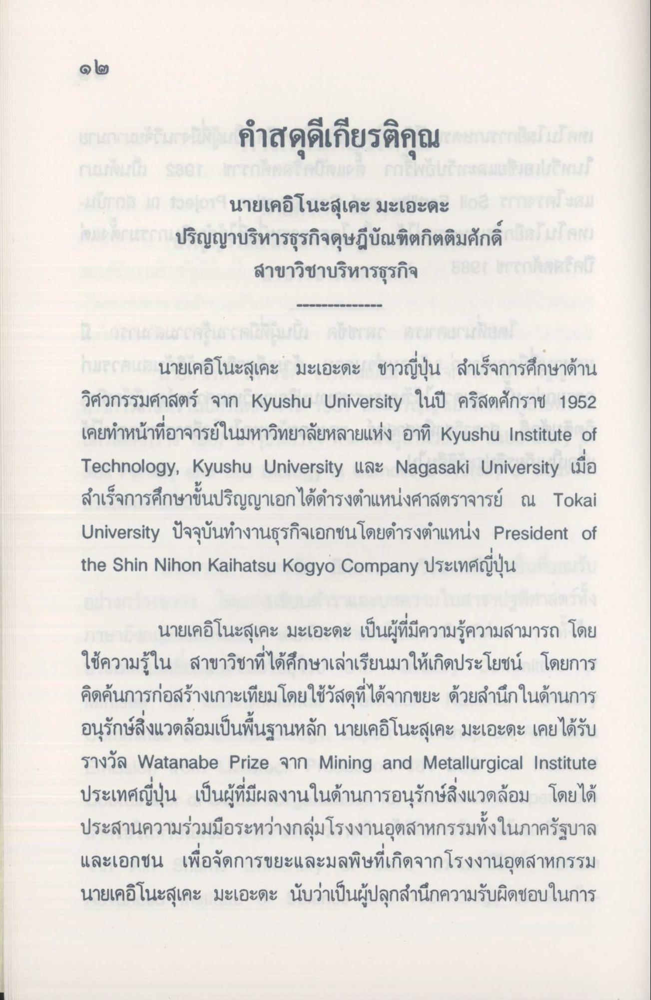 ๑๒
คำสดุดีเกียรติคุณ
นายเคอิโนะสุเคะ มะเอะดะ
ปริญญาบริหารธุรกิจดุษฎีบัณฑิตกิตติมศักดิ์
สาขาวิชาบริหารธุรกิจ
--------------
นายเคอิโนะสุเคะ มะเอะดะ ชาวญี่ปุ่น สำเร็จการศึกษาด้าน
วิศวกรรมศาสตร์ จาก Kyushu University ในปี คริสตศักราช 1952
เคยทำหน้าที่อาจารย์ในมหาวิทยาลัยหลายแห่ง อาทิ Kyushu Institute of
Technology, Kyushu University และ Nagasaki University เมื่อ
สำเร็จการศึกษาขั้นปริญญาเอกได้ดำรงตำแหน่งศาสตราจารย์ ณ Tokai
University ปัจจุบันทำงานธุรกิจเอกชนโดยดำรงตำแหน่ง President of
the Shin Nihon Kaihatsu Kogyo Company ประเทศญี่ปุ่น
นายเคอิโนะสุเคะ มะเอะดะ เป็นผู้ที่มีความรู้ความสามารถ โดย
ใช้ความรู้ใน สาขาวิชาที่ได้ศึกษาเล่าเรียนมาให้เกิดประโยชน์ โดยการ
คิดค้นการก่อสร้างเกาะเทียมโดยใช้วัสดุที่ได้จากขยะ ด้วยสำนึกในด้านการ
อนุรักษ์สิ่งแวดล้อมเป็นพื้นฐานหลัก นายเคอิโนะสุเคะ มะเอะดะ เคยได้รับ
รางวัล Watanabe Prize จาก Mining and Metallurgical Institute
ประเทศญี่ปุ่น เป็นผู้ที่มีผลงานในด้านการอนุรักษ์สิ่งแวดล้อม โดยได้
ประสานความร่วมมือระหว่างกลุ่มโรงงานอุตสาหกรรมทั้งในภาครัฐบาล
และเอกชน เพื่อจัดการขยะและมลพิษที่เกิดจากโรงงานอุตสาหกรรม
นายเคอิโนะสุเคะ มะเอะดะ นับว่าเป็นผู้ปลุกสำนึกความรับผิดชอบในการ